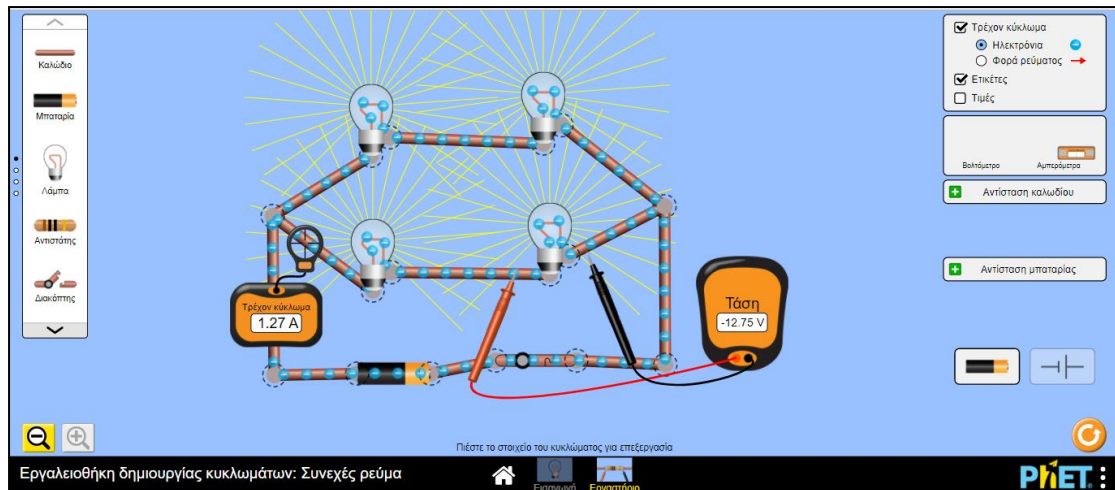 Καλώδιο
Μπαταρία
Λάμπα
Αντιστάτης
Διακόπτης
Τρέχον κύκλωμα
1.27 A
Τάση
-12.75 V
Τρέχον κύκλωμα
Ηλεκτρόνια
Φορά ρεύματος
Ετικέτες
Τιμές
Βολτόμετρο
Αμπερόμετρα
Αντίσταση καλωδίου
Αντίσταση μπαταρίας
Πιέστε το στοιχείο του κυκλώματος για επεξεργασία
Εργαλειοθήκη δημιουργίας κυκλωμάτων: Συνεχές ρεύμα
Εισαγωγή
Εργαστήριο
PhET